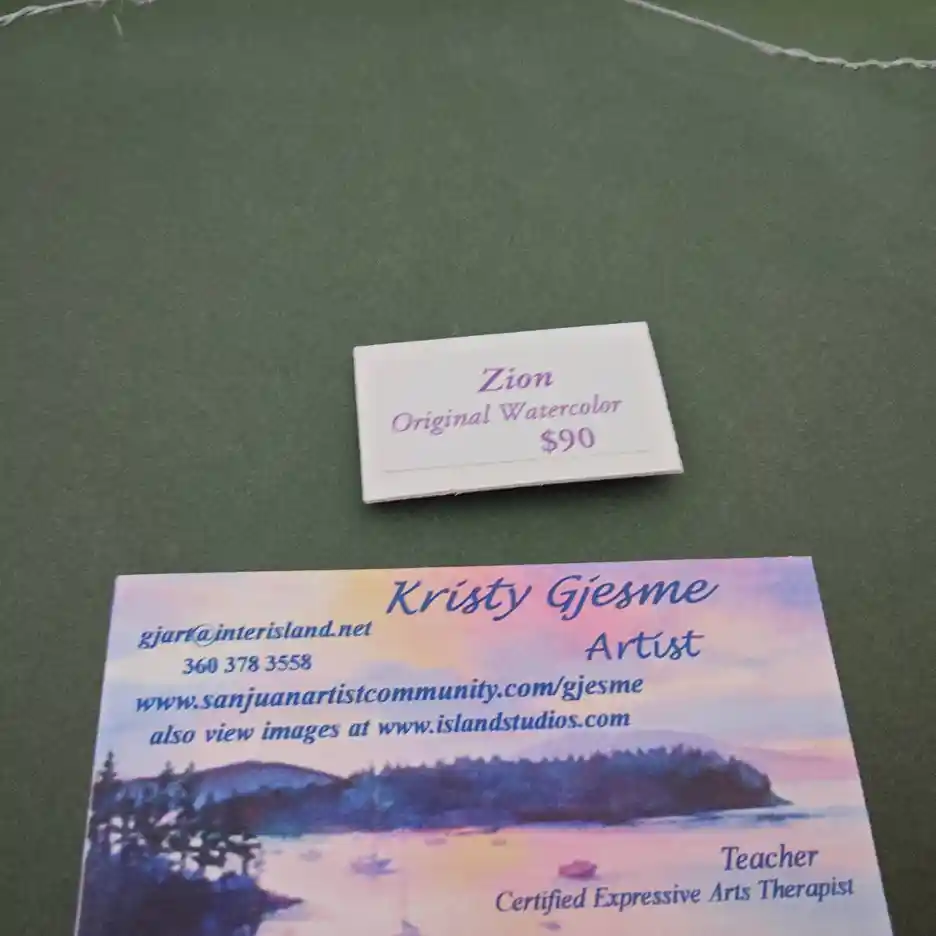 Zion
Original Watercolor
$90
Kristy Gjesme
Artist
gjart@interisland.net
360 378 3558
www.sanjuanartistcommunity.com/gjesme
also view images at www.islandstudios.com
Teacher
Certified Expressive Arts Therapist